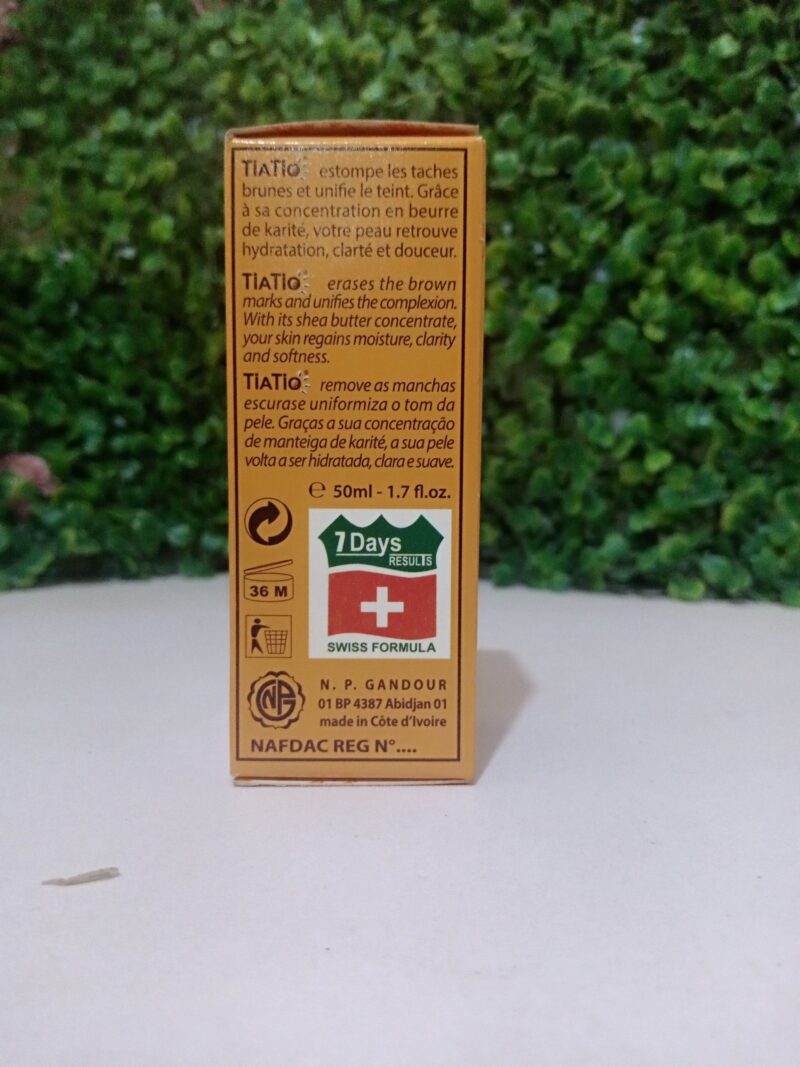 TiATiO estompe les taches
brunes et unifie le teint. Grâce
à sa concentration en beurre
de karité, votre peau retrouve
hydratation, clarté et douceur.
TiATiO erases the brown
marks and unifies the complexion.
With its shea butter concentrate,
your skin regains moisture, clarity
and softness.
TiATiO remove as manchas
escurase uniformiza o tom da
pele. Graças a sua concentração
de manteiga de karité, a sua pele
volta a ser hidratada, clara e suave.
℮ 50ml - 1.7 fl.oz.
7 Days
RESULTS
36 M
SWISS FORMULA
NPG
N. P. GANDOUR
01 BP 4387 Abidjan 01
made in Côte d'Ivoire
NAFDAC REG N°....